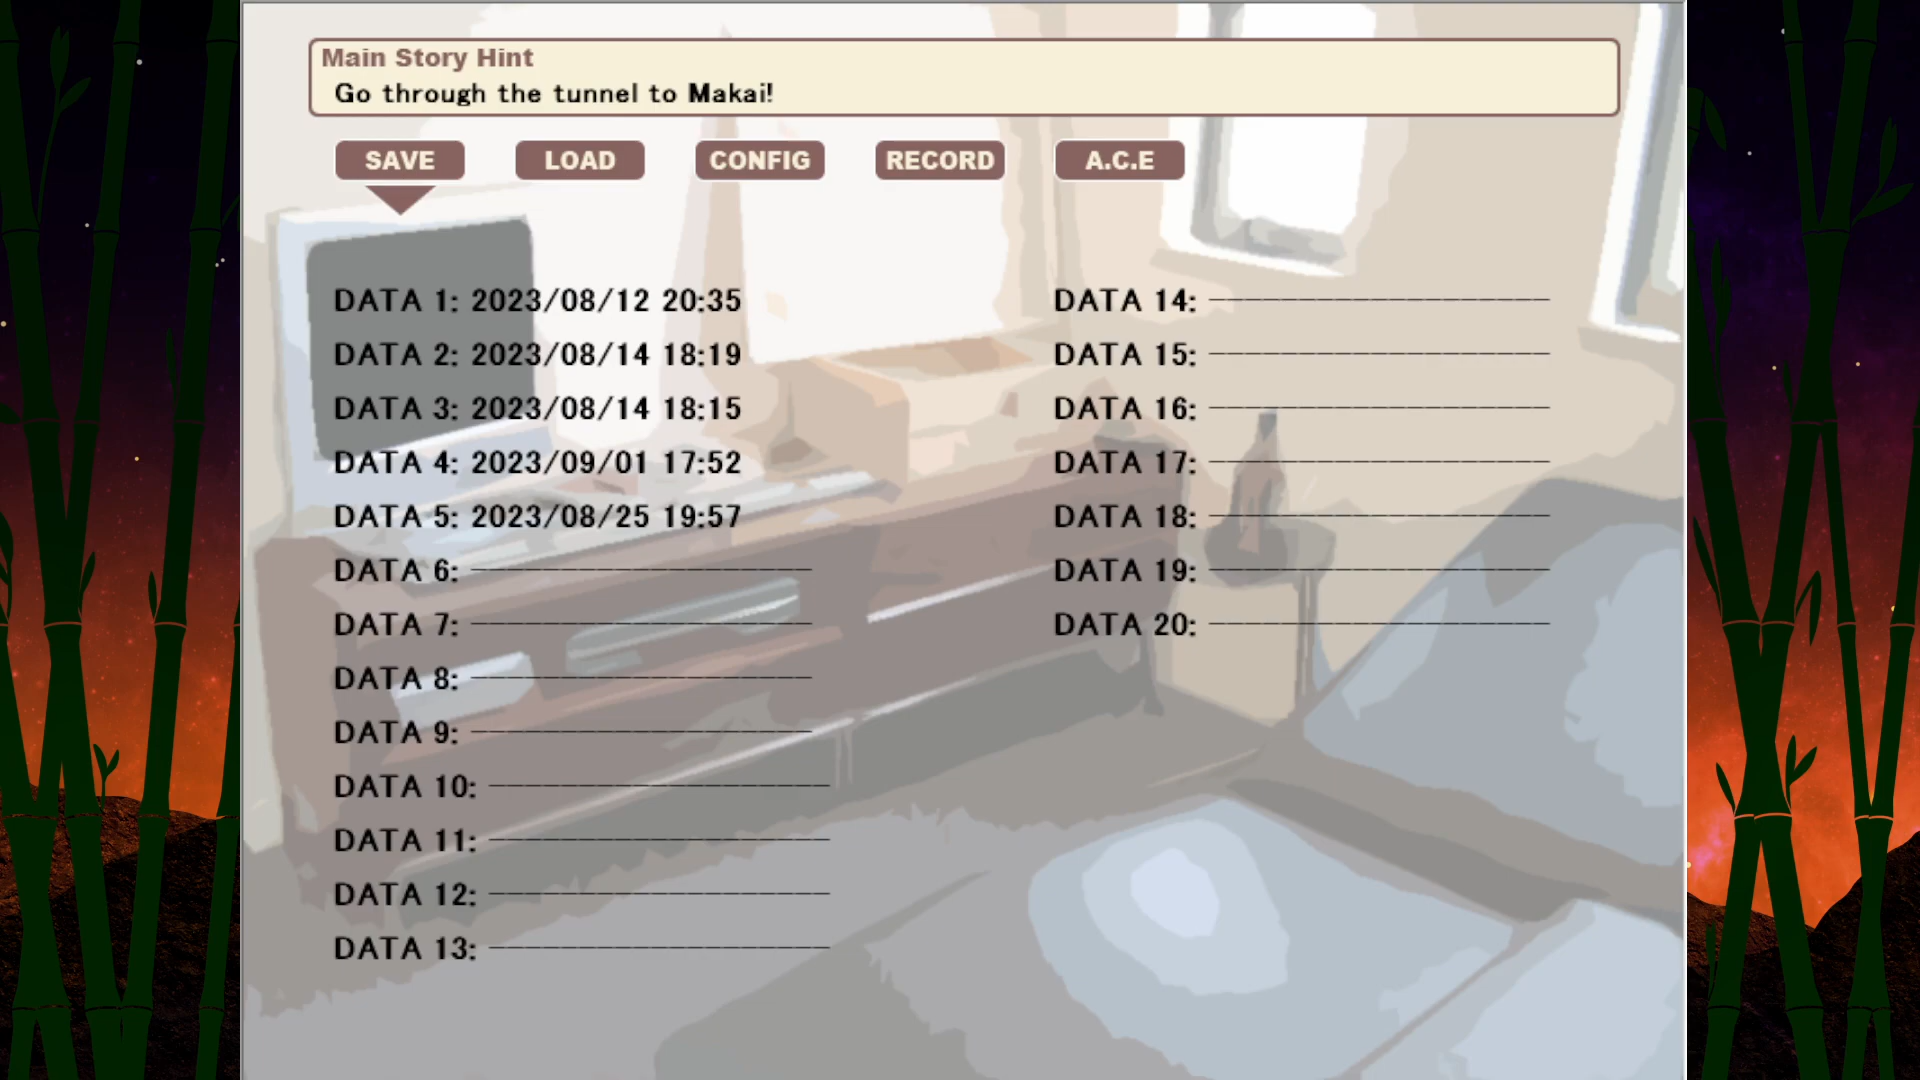 Main Story Hint
Go through the tunnel to Makai!
SAVE LOAD CONFIG RECORD A.C.E
DATA 1: 2023/08/12 20:35
DATA 2: 2023/08/14 18:19
DATA 3: 2023/08/14 18:15
DATA 4: 2023/09/01 17:52
DATA 5: 2023/08/25 19:57
DATA 6: -------------------
DATA 7: -------------------
DATA 8: -------------------
DATA 9: -------------------
DATA 10: -------------------
DATA 11: -------------------
DATA 12: -------------------
DATA 13: -------------------
DATA 14: -------------------
DATA 15: -------------------
DATA 16: -------------------
DATA 17: -------------------
DATA 18: -------------------
DATA 19: -------------------
DATA 20: -------------------